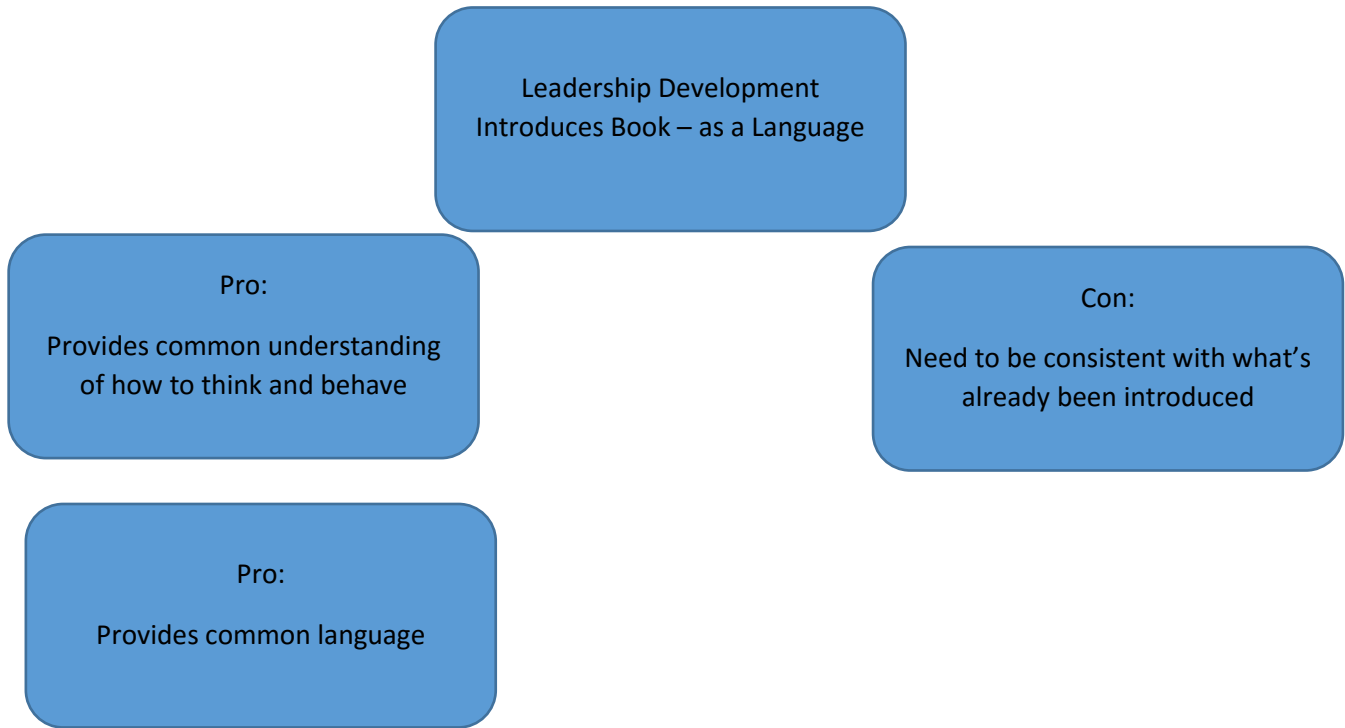 Leadership Development
Introduces Book – as a Language
Pro:
Provides common understanding
of how to think and behave
Con:
Need to be consistent with what’s
already been introduced
Pro:
Provides common language